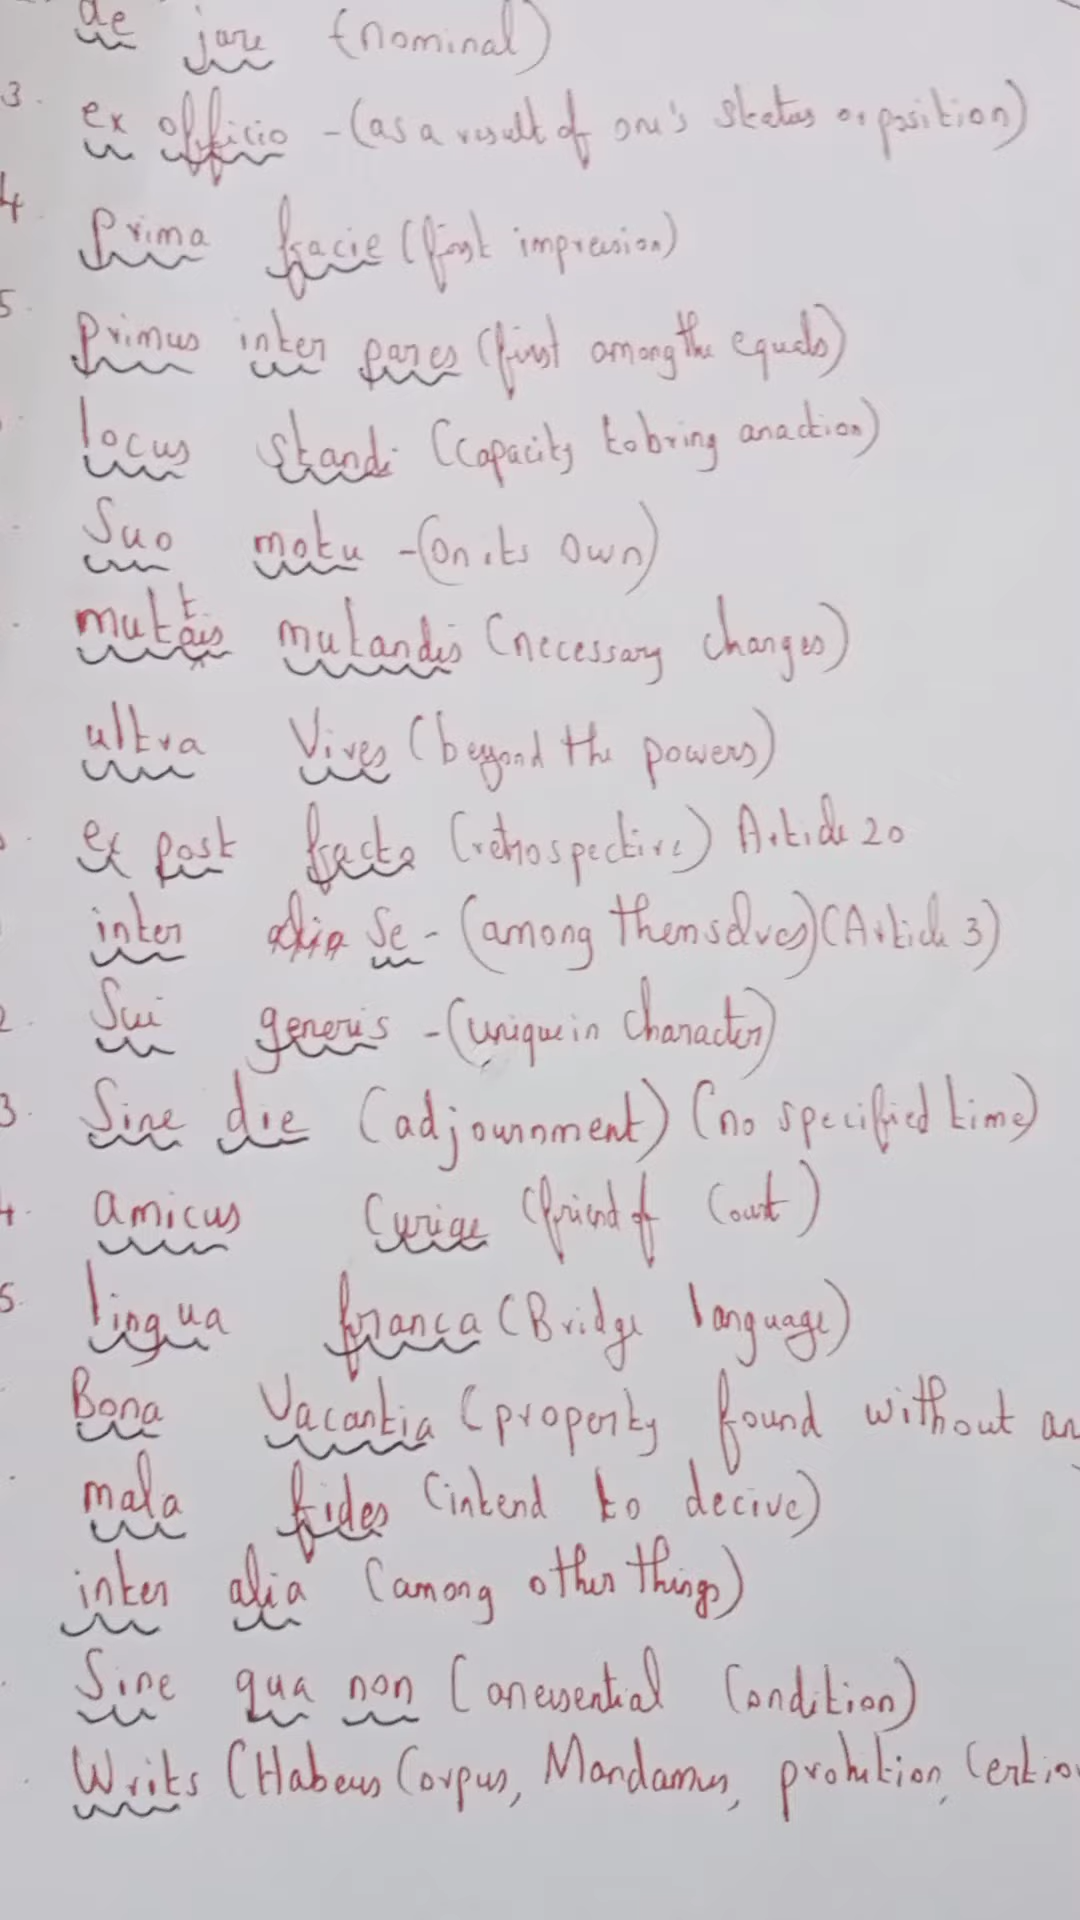 de jure (nominal)
3. ex officio - (as a result of one's status or position)
4. Prima facie (first impression)
5. Primus inter pares (first among the equals)
locus standi (capacity to bring an action)
Suo motu - (on its own)
mutatis mutandis (necessary changes)
ultra Vires (beyond the powers)
ex post facto (retrospective) Article 20
inter alia Se - (among themselves) (Article 3)
2. Sui generis - (unique in character)
3. Sine die (adjournment) (no specified time)
4. amicus Curiae (friend of Court)
5. lingua franca (Bridge language)
Bona Vacantia (property found without an
mala fides (intend to decive)
inter alia (among other things)
Sine qua non (an essential Condition)
Writs (Habeus Corpus, Mandamus, prohibition, Certio